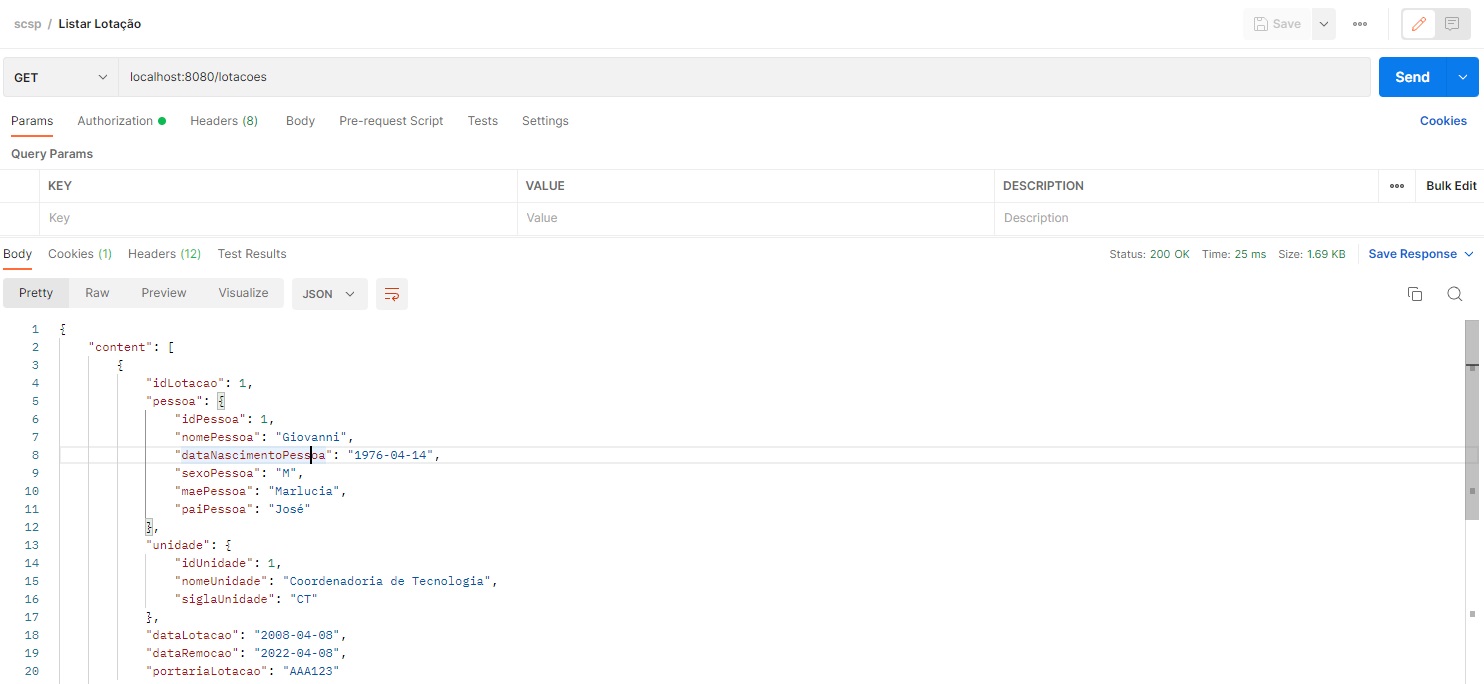 scsp / Listar Lotação
Save
GET localhost:8080/lotacoes Send
Params Authorization Headers (8) Body Pre-request Script Tests Settings Cookies
Query Params
KEY VALUE DESCRIPTION Bulk Edit
Key Value Description
Body Cookies (1) Headers (12) Test Results Status: 200 OK Time: 25 ms Size: 1.69 KB Save Response
Pretty Raw Preview Visualize JSON
1 {
2 "content": [
3 {
4 "idLotacao": 1,
5 "pessoa": {
6 "idPessoa": 1,
7 "nomePessoa": "Giovanni",
8 "dataNascimentoPessoa": "1976-04-14",
9 "sexoPessoa": "M",
10 "maePessoa": "Marlucia",
11 "paiPessoa": "José"
12 },
13 "unidade": {
14 "idUnidade": 1,
15 "nomeUnidade": "Coordenadoria de Tecnologia",
16 "siglaUnidade": "CT"
17 },
18 "dataLotacao": "2008-04-08",
19 "dataRemocao": "2022-04-08",
20 "portariaLotacao": "AAA123"